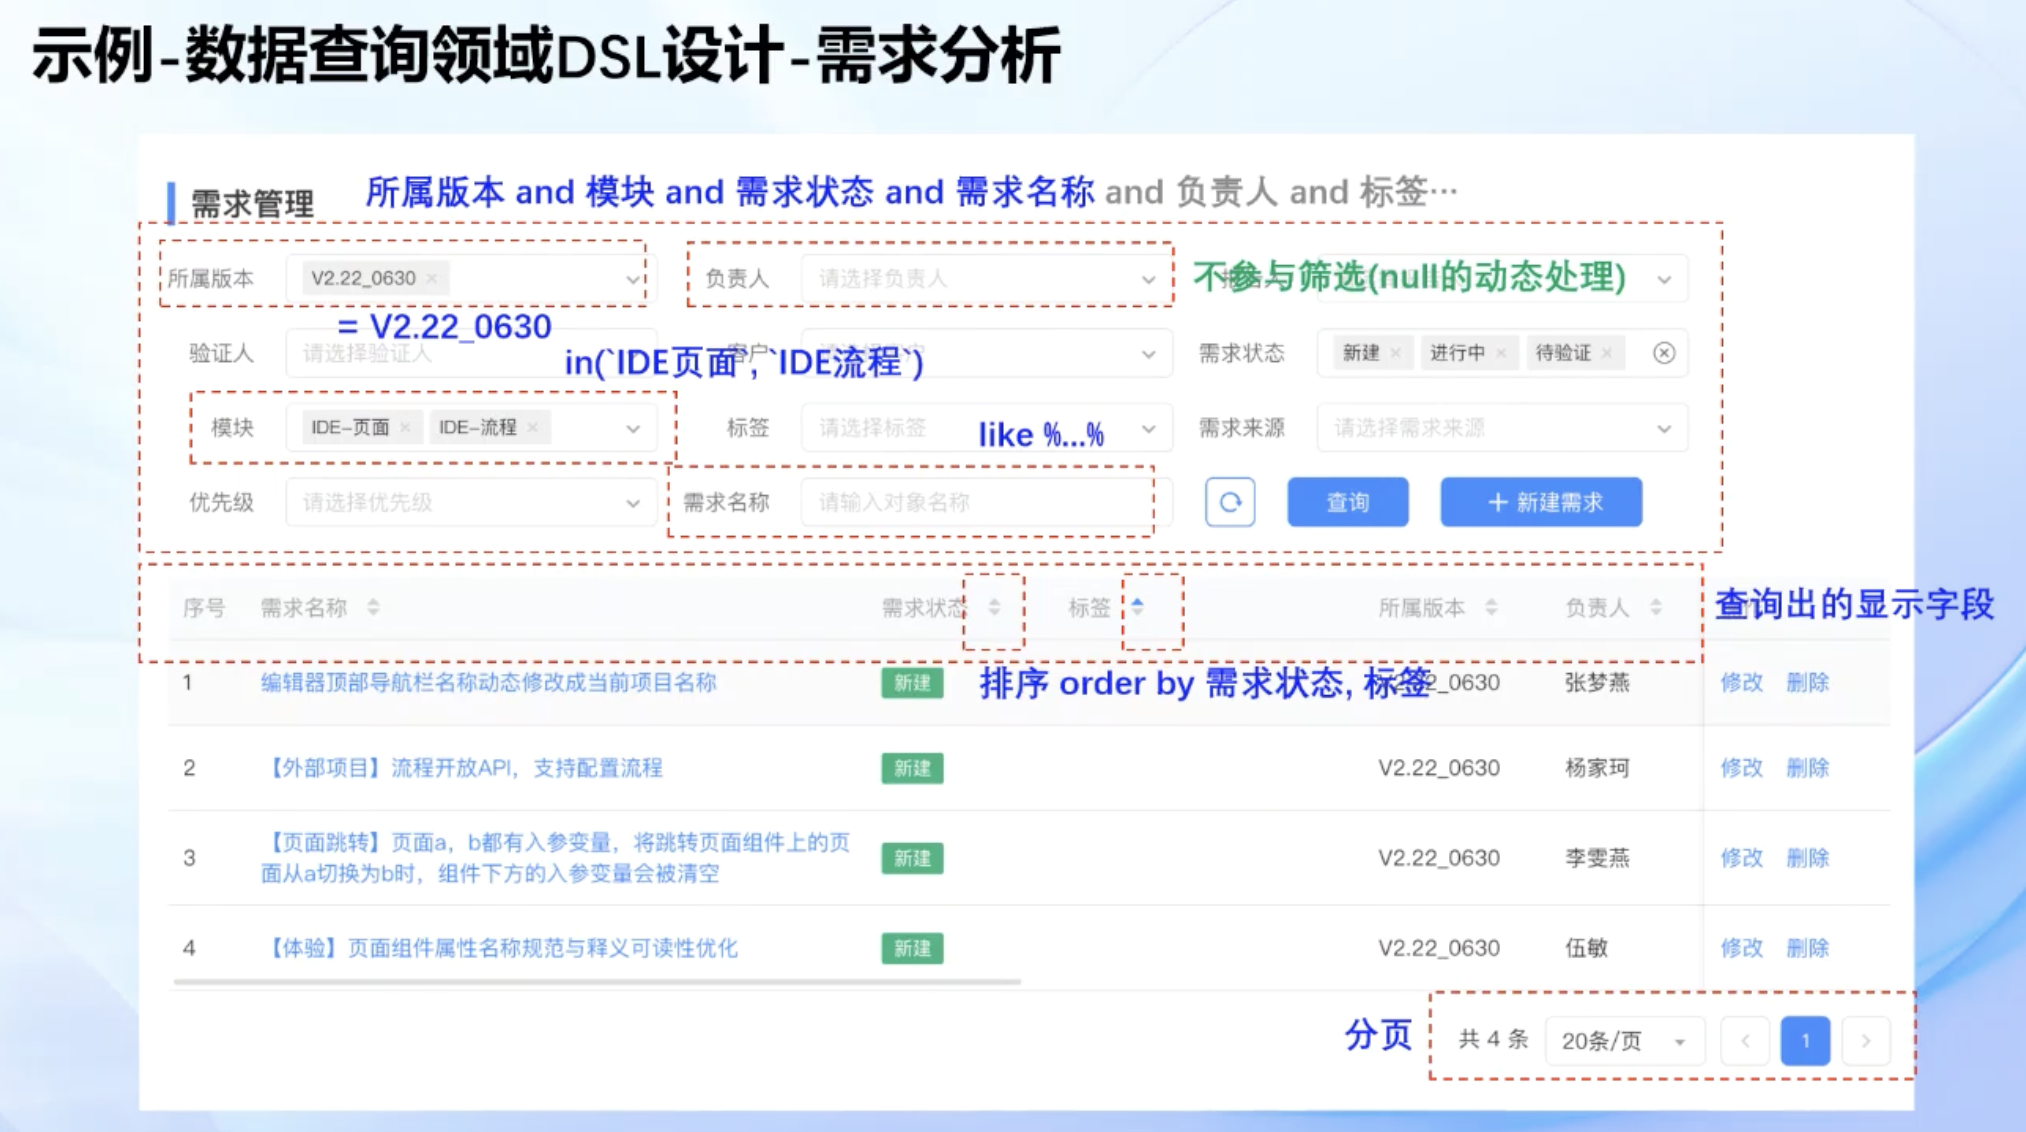 示例-数据查询领域DSL设计-需求分析
需求管理 所属版本 and 模块 and 需求状态 and 需求名称 and 负责人 and 标签…
所属版本 V2.22_0630 × 负责人 请选择负责人 不参与筛选(null的动态处理)
= V2.22_0630
验证人 请选择验证人 客户 需求状态 新建 × 进行中 × 待验证 ×
in(`IDE页面`, `IDE流程`)
模块 IDE-页面 × IDE-流程 × 标签 请选择标签 需求来源 请选择需求来源
like %...%
优先级 请选择优先级 需求名称 请输入对象名称 查询 + 新建需求
序号 需求名称 需求状态 标签 所属版本 负责人 查询出的显示字段
1 编辑器顶部导航栏名称动态修改成当前项目名称 新建 排序 order by 需求状态, 标签 2_0630 张梦燕 修改 删除
2 【外部项目】流程开放API，支持配置流程 新建 V2.22_0630 杨家珂 修改 删除
3 【页面跳转】页面a，b都有入参变量，将跳转页面组件上的页
面从a切换为b时，组件下方的入参变量会被清空 新建 V2.22_0630 李雯燕 修改 删除
4 【体验】页面组件属性名称规范与释义可读性优化 新建 V2.22_0630 伍敏 修改 删除
分页 共 4 条 20条/页 < 1 >